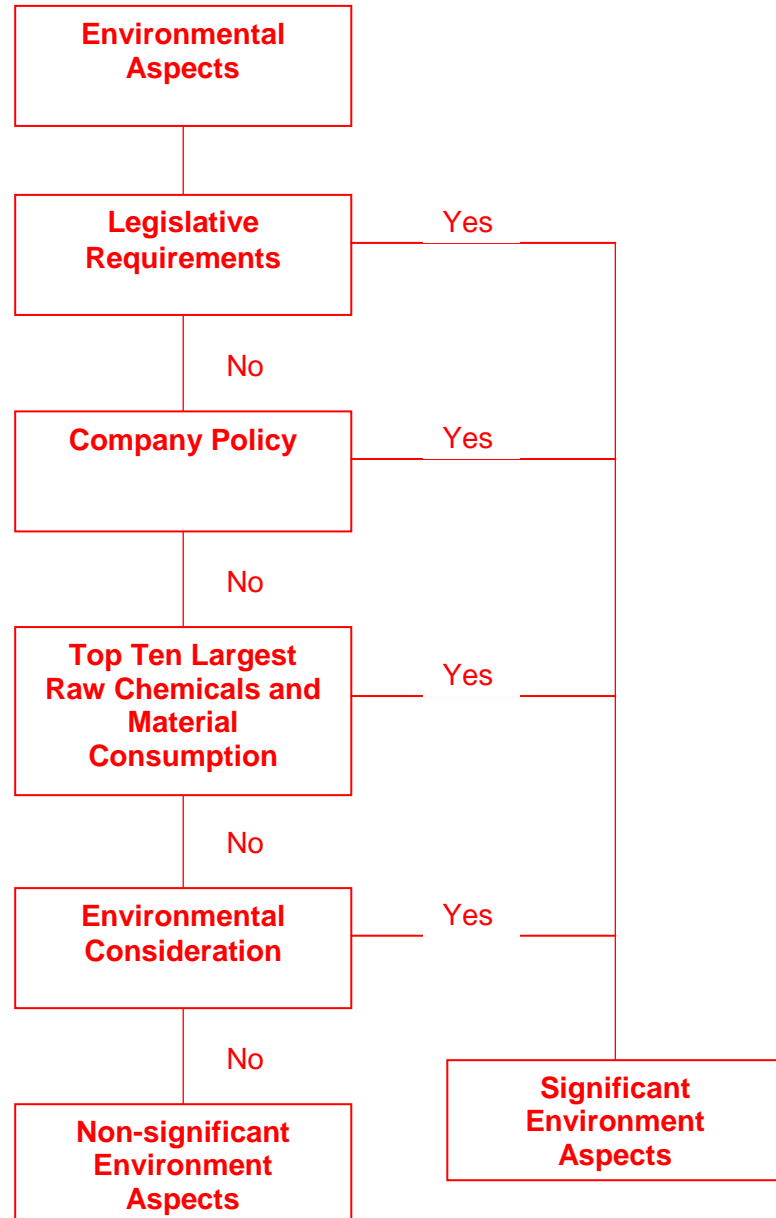 Environmental
Aspects
Legislative
Requirements
Yes
No
Company Policy
Yes
No
Top Ten Largest
Raw Chemicals and
Material
Consumption
Yes
No
Environmental
Consideration
Yes
No
Significant
Environment
Aspects
Non-significant
Environment
Aspects